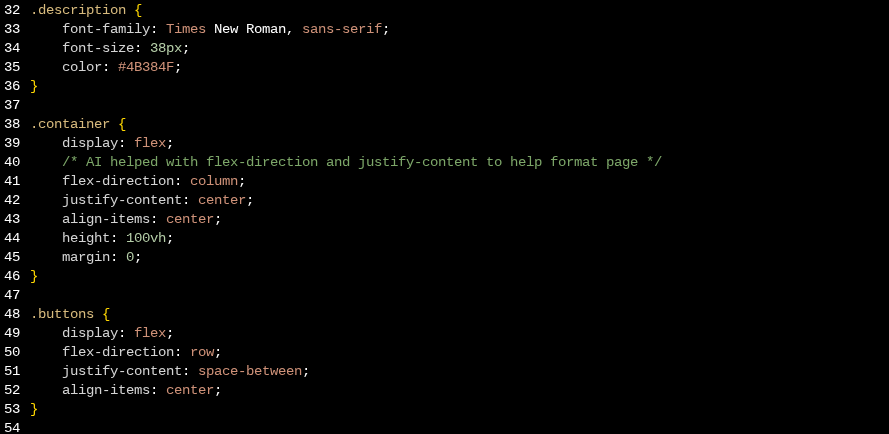 32 .description {
33     font-family: Times New Roman, sans-serif;
34     font-size: 38px;
35     color: #4B384F;
36 }
37
38 .container {
39     display: flex;
40     /* AI helped with flex-direction and justify-content to help format page */
41     flex-direction: column;
42     justify-content: center;
43     align-items: center;
44     height: 100vh;
45     margin: 0;
46 }
47
48 .buttons {
49     display: flex;
50     flex-direction: row;
51     justify-content: space-between;
52     align-items: center;
53 }
54